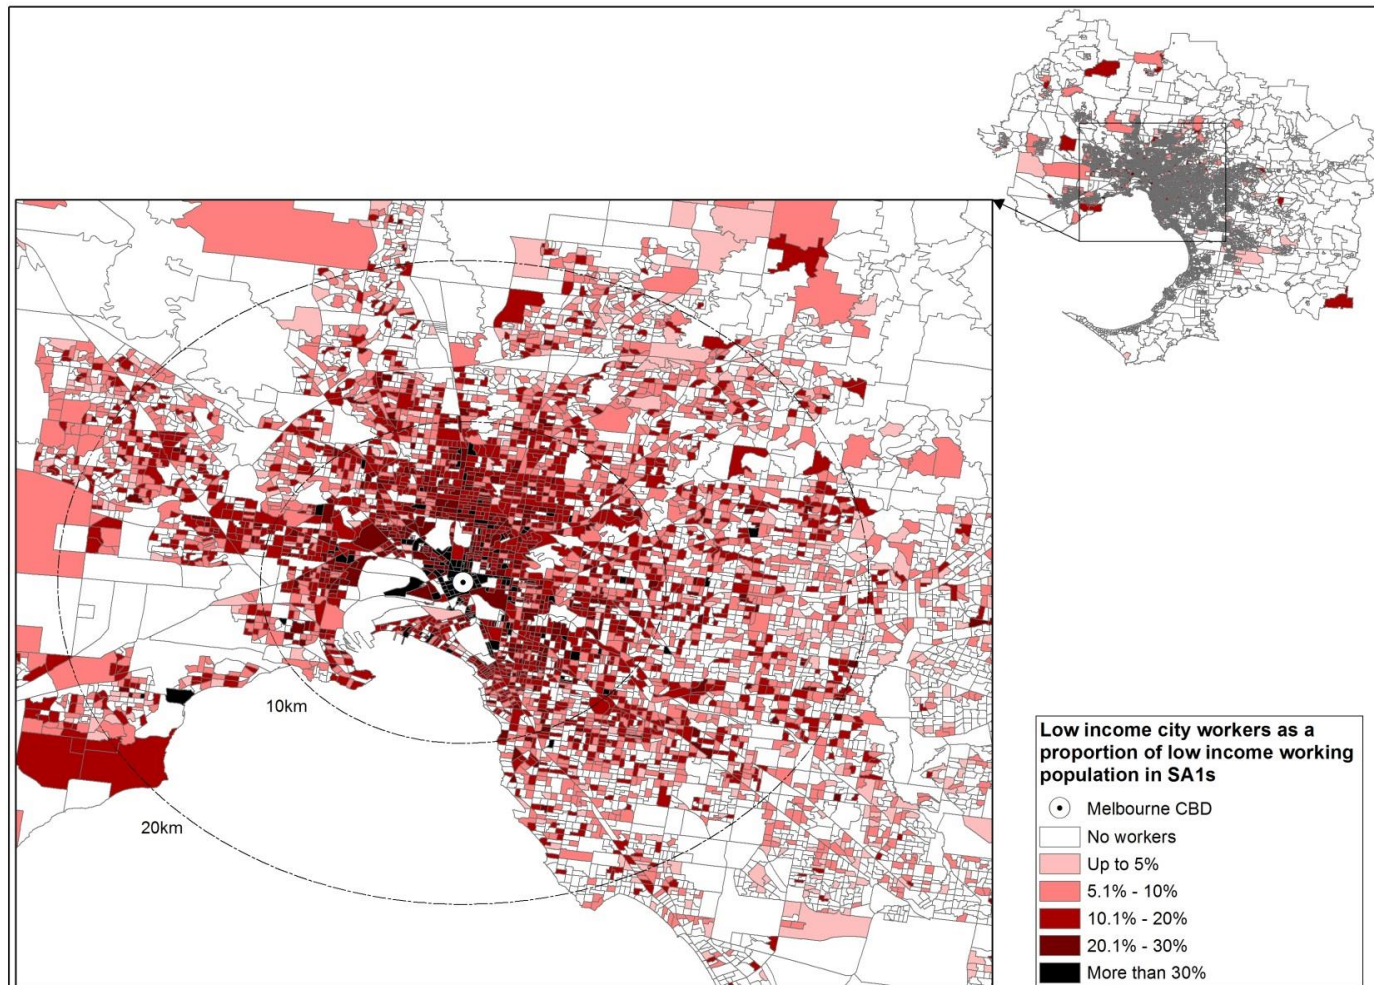 10km
20km
Low income city workers as a
proportion of low income working
population in SA1s
Melbourne CBD
No workers
Up to 5%
5.1% - 10%
10.1% - 20%
20.1% - 30%
More than 30%